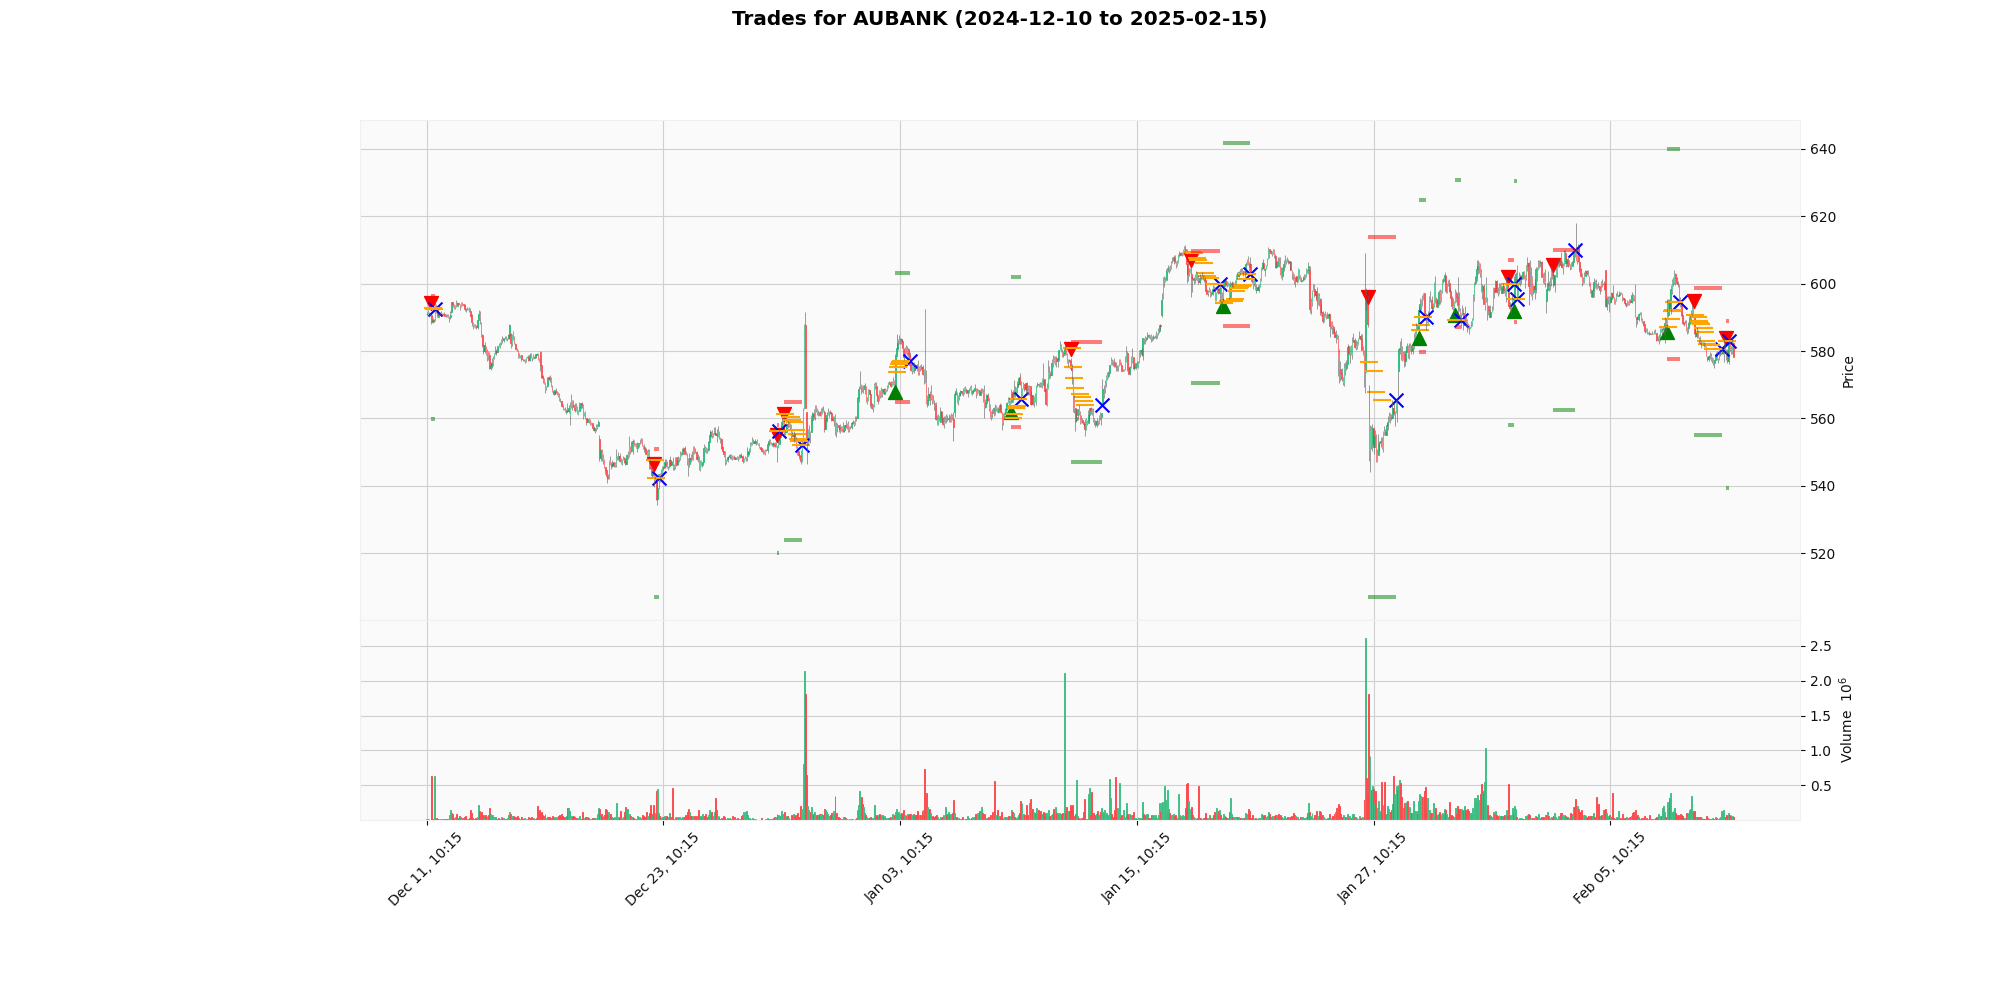 Trades for AUBANK (2024-12-10 to 2025-02-15)
640
620
600
580
560
540
520
Price
2.5
2.0
1.5
1.0
0.5
Volume 10⁶
Dec 11, 10:15
Dec 23, 10:15
Jan 03, 10:15
Jan 15, 10:15
Jan 27, 10:15
Feb 05, 10:15